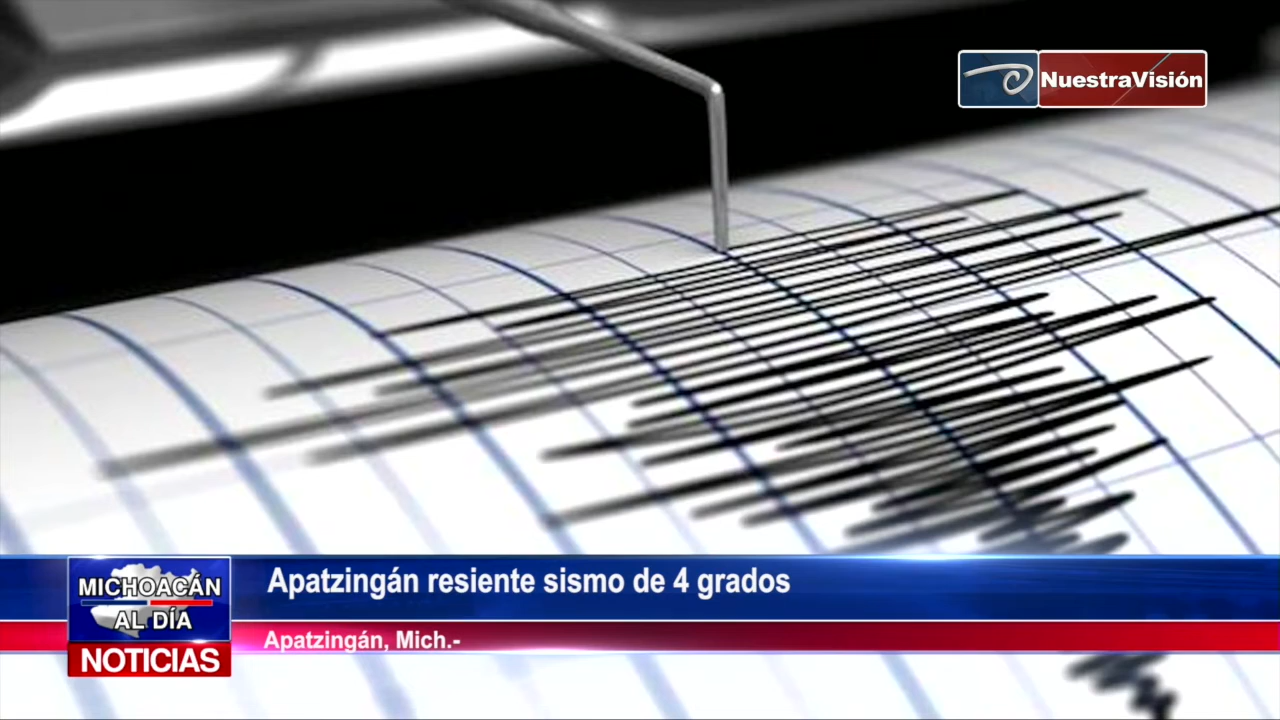 NuestraVisión
Apatzingán resiente sismo de 4 grados
Apatzingán, Mich.-
MICHOACÁN
AL DÍA
NOTICIAS